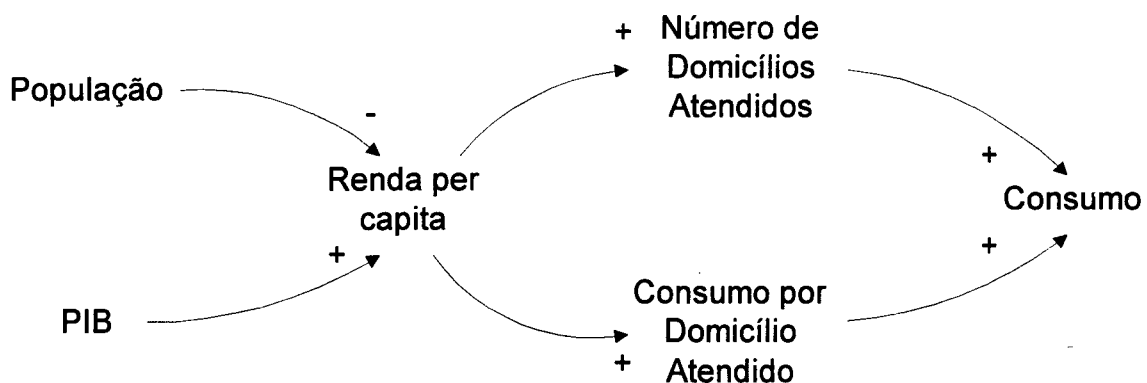 População
-
Renda per
capita
+
PIB
+ Número de
Domicílios
Atendidos
Consumo por
Domicílio
+ Atendido
+
Consumo
+